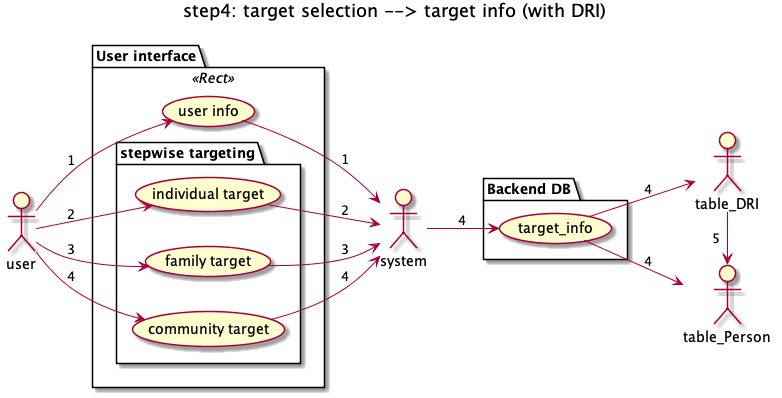 step4: target selection --> target info (with DRI)
User interface
«Rect»
user info
1
1
stepwise targeting
individual target
2
2
family target
3
3
community target
4
4
user
system
4
Backend DB
target_info
4
4
table_DRI
5
table_Person